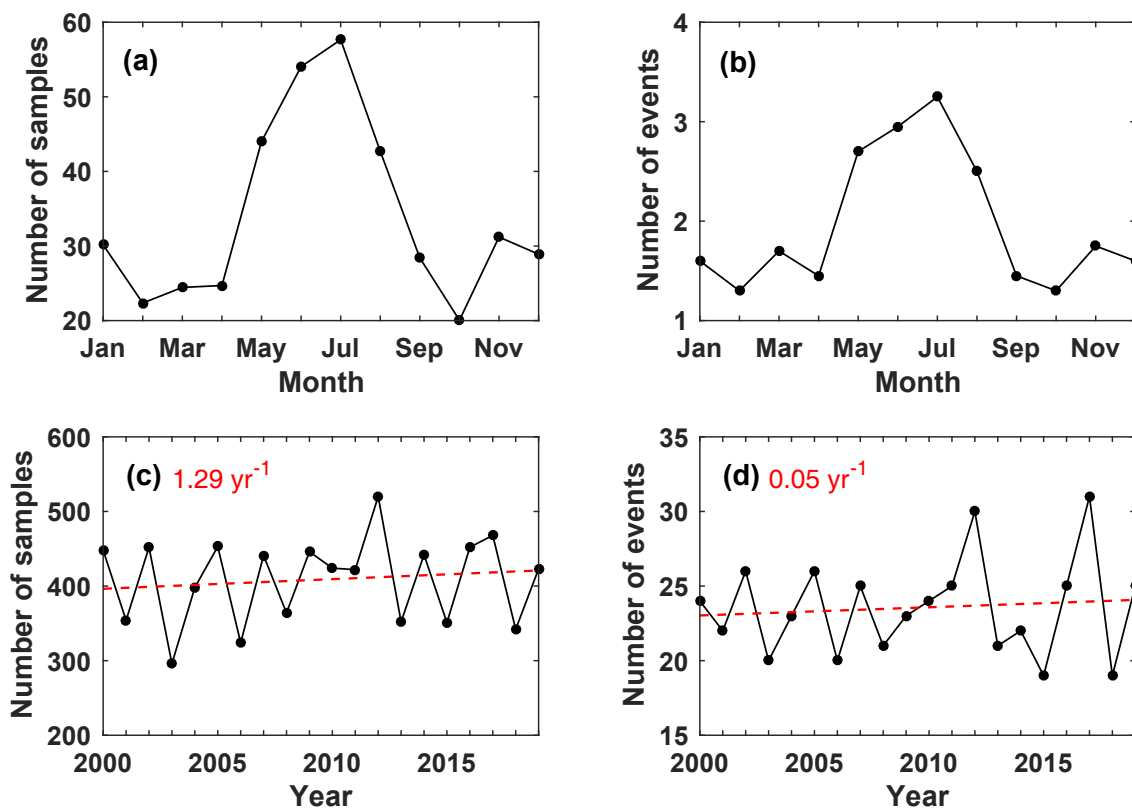 (a)
Number of samples
60
50
40
30
20
Jan Mar May Jul Sep Nov
Month
(b)
Number of events
4
3
2
1
Jan Mar May Jul Sep Nov
Month
(c) 1.29 yr⁻¹
Number of samples
600
500
400
300
200
2000 2005 2010 2015
Year
(d) 0.05 yr⁻¹
Number of events
35
30
25
20
15
2000 2005 2010 2015
Year